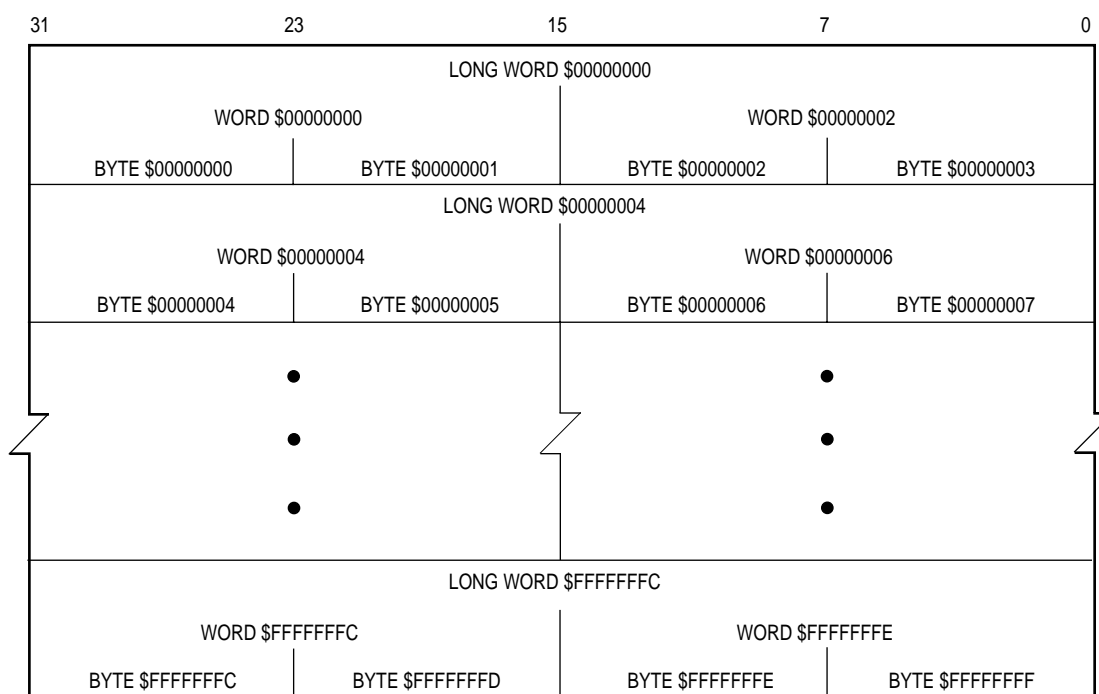 31 23 15 7 0
LONG WORD $00000000
WORD $00000000 WORD $00000002
BYTE $00000000 BYTE $00000001 BYTE $00000002 BYTE $00000003
LONG WORD $00000004
WORD $00000004 WORD $00000006
BYTE $00000004 BYTE $00000005 BYTE $00000006 BYTE $00000007
LONG WORD $FFFFFFFC
WORD $FFFFFFFC WORD $FFFFFFFE
BYTE $FFFFFFFC BYTE $FFFFFFFD BYTE $FFFFFFFE BYTE $FFFFFFFF